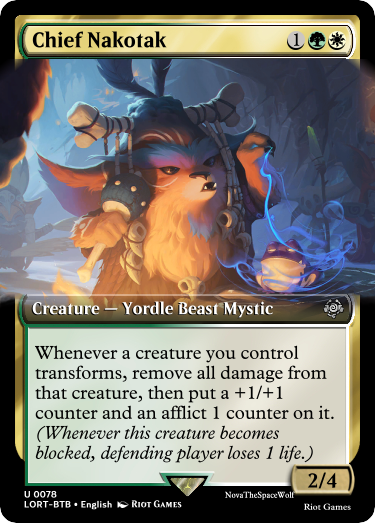 Chief Nakotak 1
Creature — Yordle Beast Mystic
Whenever a creature you control
transforms, remove all damage from
that creature, then put a +1/+1
counter and an afflict 1 counter on it.
(Whenever this creature becomes
blocked, defending player loses 1 life.)
2/4
U 0078
LORT-BTB • English Riot Games
NovaTheSpaceWolf
Riot Games